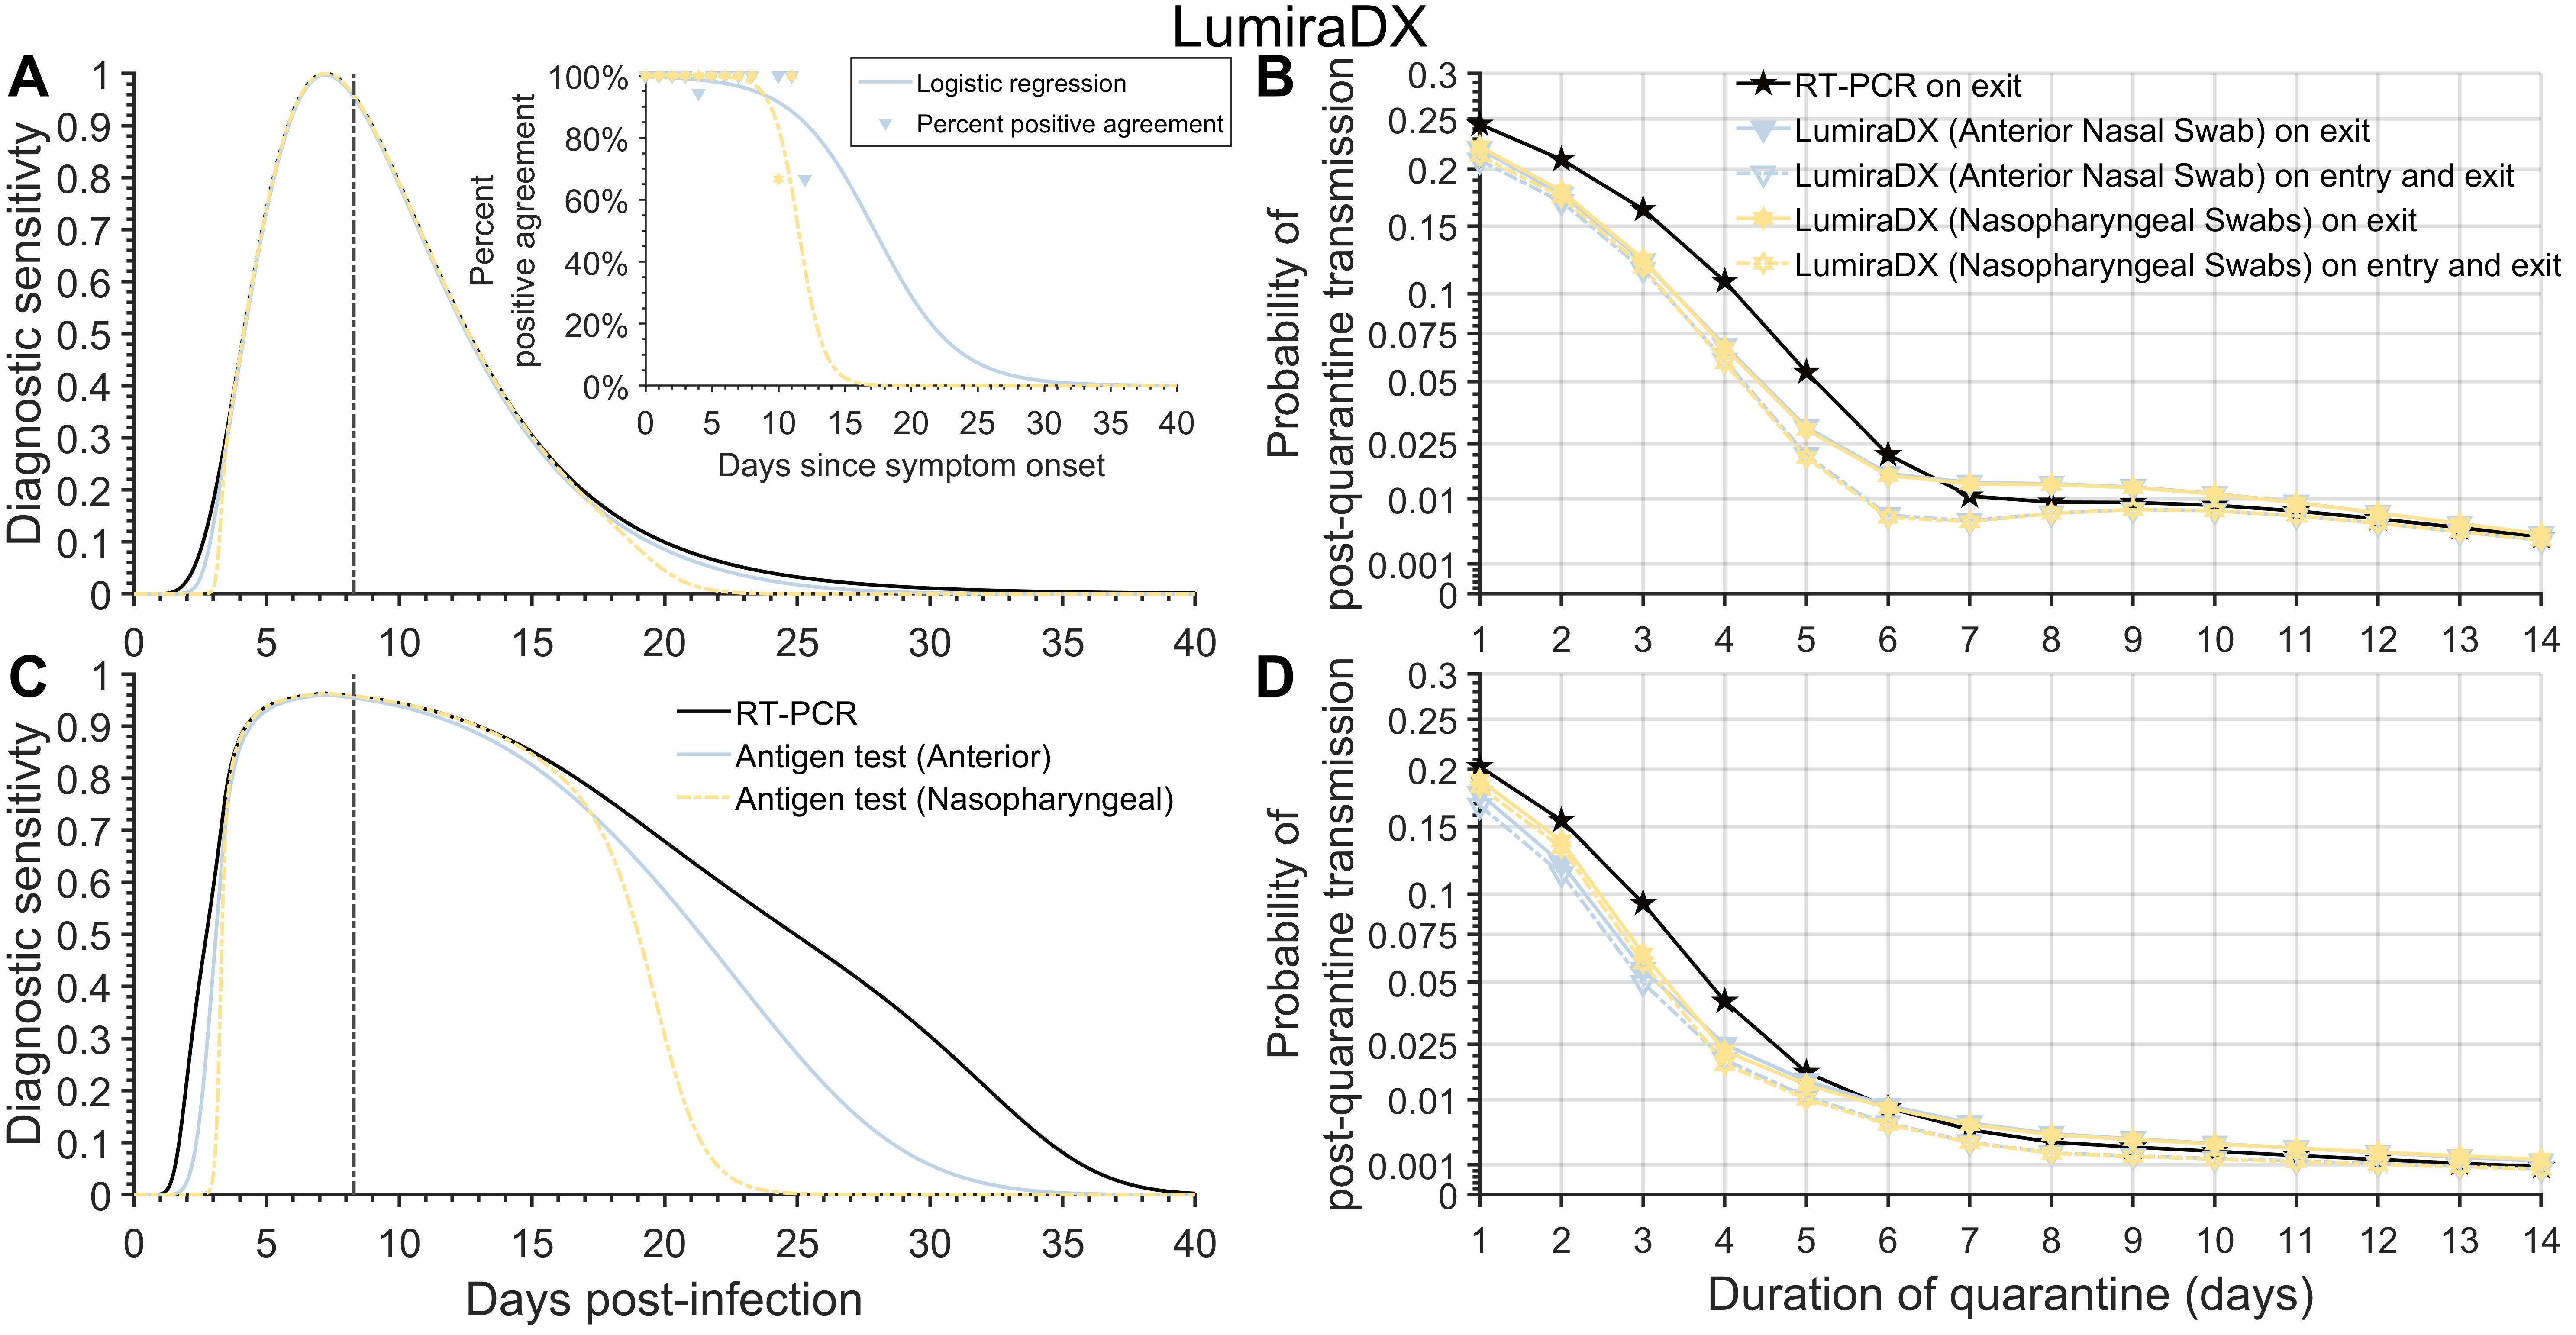 LumiraDX
A
Diagnostic sensitivty
1
0.9
0.8
0.7
0.6
0.5
0.4
0.3
0.2
0.1
0
0 5 10 15 20 25 30 35 40
Percent
positive agreement
100%
80%
60%
40%
20%
0%
0 5 10 15 20 25 30 35 40
Days since symptom onset
Logistic regression
Percent positive agreement
B
Probability of
post-quarantine transmission
0.3
0.25
0.2
0.15
0.1
0.075
0.05
0.025
0.01
0.001
0
1 2 3 4 5 6 7 8 9 10 11 12 13 14
RT-PCR on exit
LumiraDX (Anterior Nasal Swab) on exit
LumiraDX (Anterior Nasal Swab) on entry and exit
LumiraDX (Nasopharyngeal Swabs) on exit
LumiraDX (Nasopharyngeal Swabs) on entry and exit
C
Diagnostic sensitivty
1
0.9
0.8
0.7
0.6
0.5
0.4
0.3
0.2
0.1
0
0 5 10 15 20 25 30 35 40
Days post-infection
RT-PCR
Antigen test (Anterior)
Antigen test (Nasopharyngeal)
D
Probability of
post-quarantine transmission
0.3
0.25
0.2
0.15
0.1
0.075
0.05
0.025
0.01
0.001
0
1 2 3 4 5 6 7 8 9 10 11 12 13 14
Duration of quarantine (days)